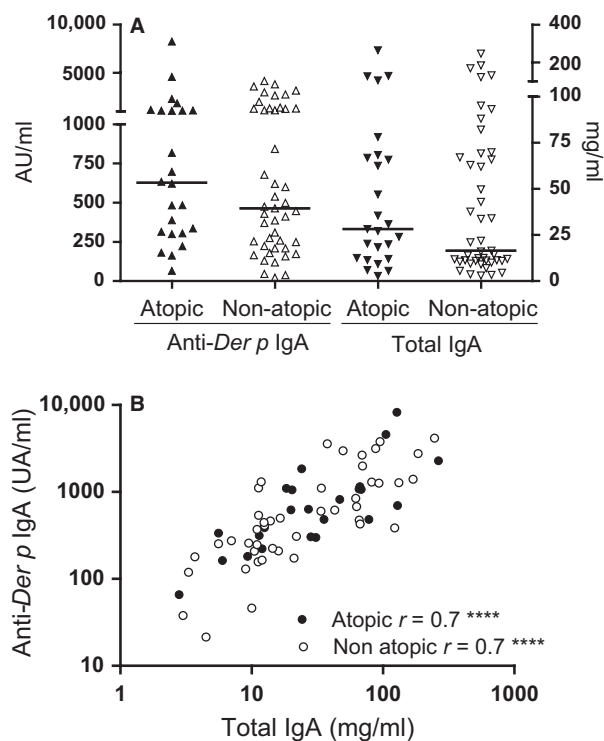 A
10,000
5000
1000
750
500
250
0
AU/ml
400
200
100
75
50
25
0
mg/ml
Atopic Non-atopic Atopic Non-atopic
Anti-Der p IgA Total IgA
B
10,000
1000
100
10
Anti-Der p IgA (UA/ml)
Atopic r = 0.7 ****
Non atopic r = 0.7 ****
1 10 100 1000
Total IgA (mg/ml)